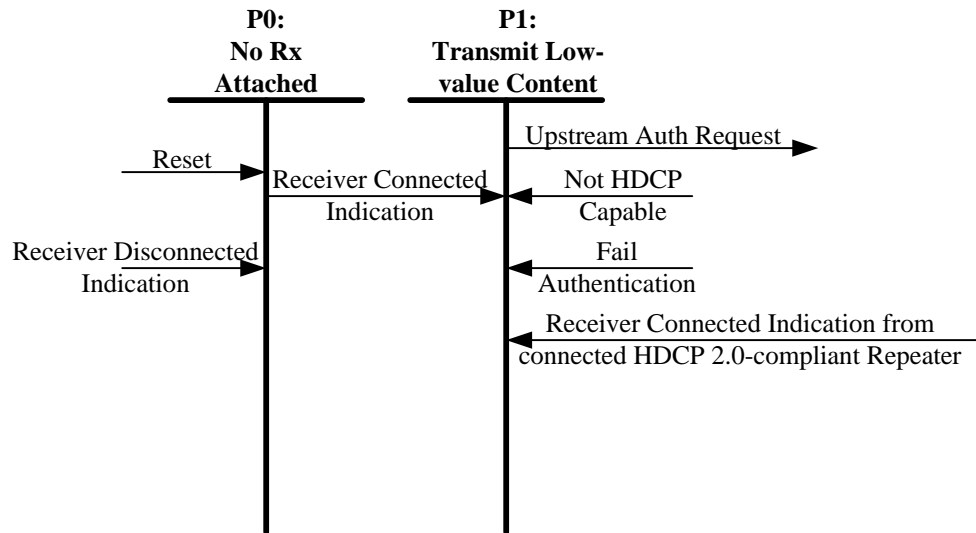 P0:
No Rx
Attached
P1:
Transmit Low-
value Content
Upstream Auth Request
Reset
Receiver Connected
Indication
Not HDCP
Capable
Receiver Disconnected
Indication
Fail
Authentication
Receiver Connected Indication from
connected HDCP 2.0-compliant Repeater